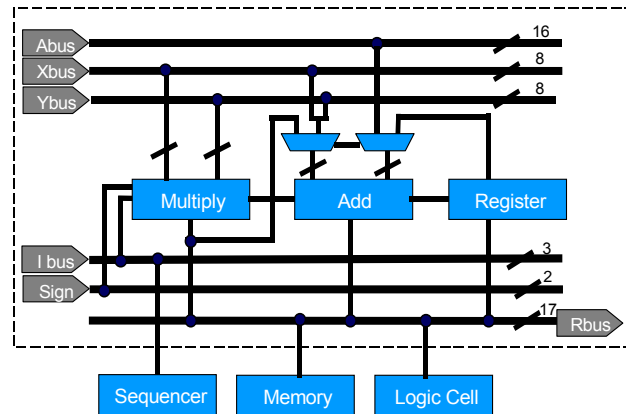 Abus
16
Xbus
8
Ybus
8
Multiply
Add
Register
I bus
3
Sign
2
17
Rbus
Sequencer
Memory
Logic Cell